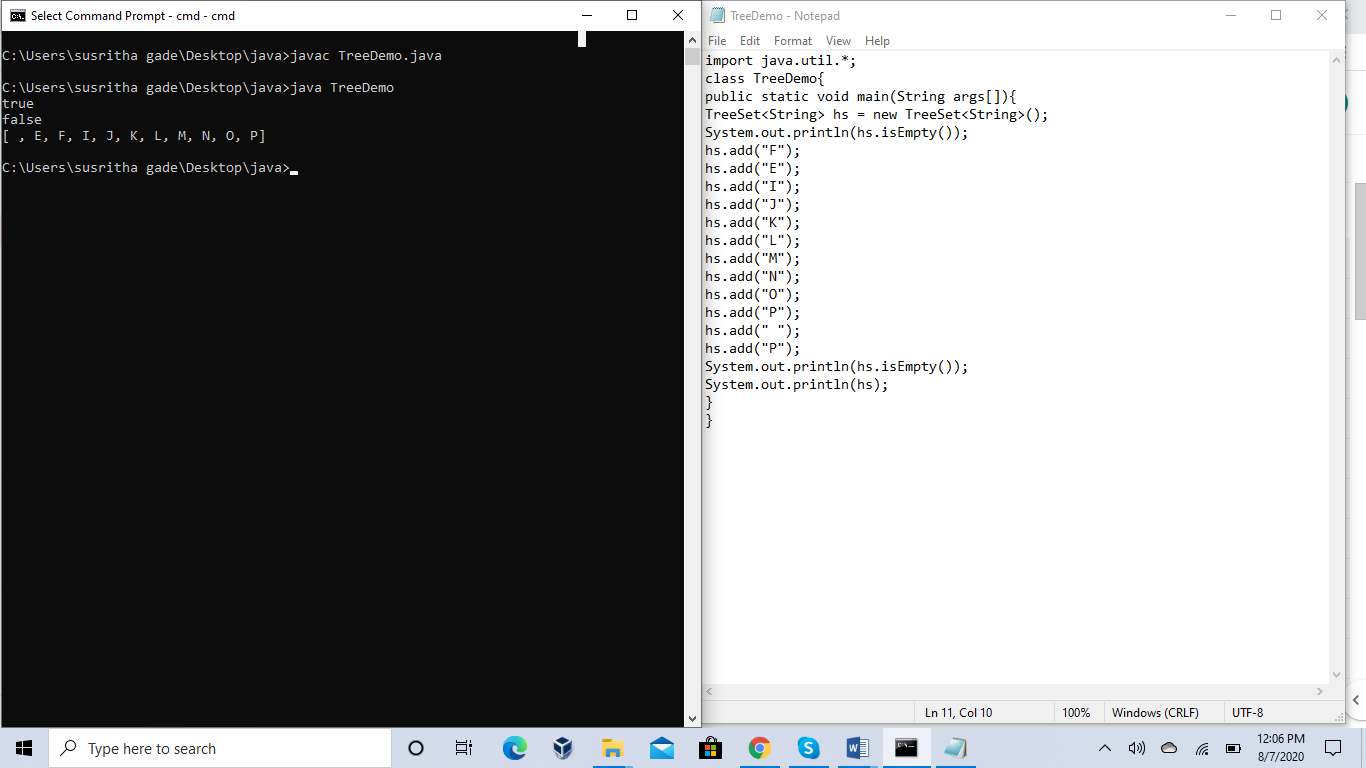 Select Command Prompt - cmd - cmd
C:\Users\susritha gade\Desktop\java>javac TreeDemo.java
C:\Users\susritha gade\Desktop\java>java TreeDemo
true
false
[ , E, F, I, J, K, L, M, N, O, P]
C:\Users\susritha gade\Desktop\java>
TreeDemo - Notepad
File Edit Format View Help
import java.util.*;
class TreeDemo{
public static void main(String args[]){
TreeSet<String> hs = new TreeSet<String>();
System.out.println(hs.isEmpty());
hs.add("F");
hs.add("E");
hs.add("I");
hs.add("J");
hs.add("K");
hs.add("L");
hs.add("M");
hs.add("N");
hs.add("O");
hs.add("P");
hs.add(" ");
hs.add("P");
System.out.println(hs.isEmpty());
System.out.println(hs);
}
}
Ln 11, Col 10 100% Windows (CRLF) UTF-8
Type here to search
12:06 PM
8/7/2020